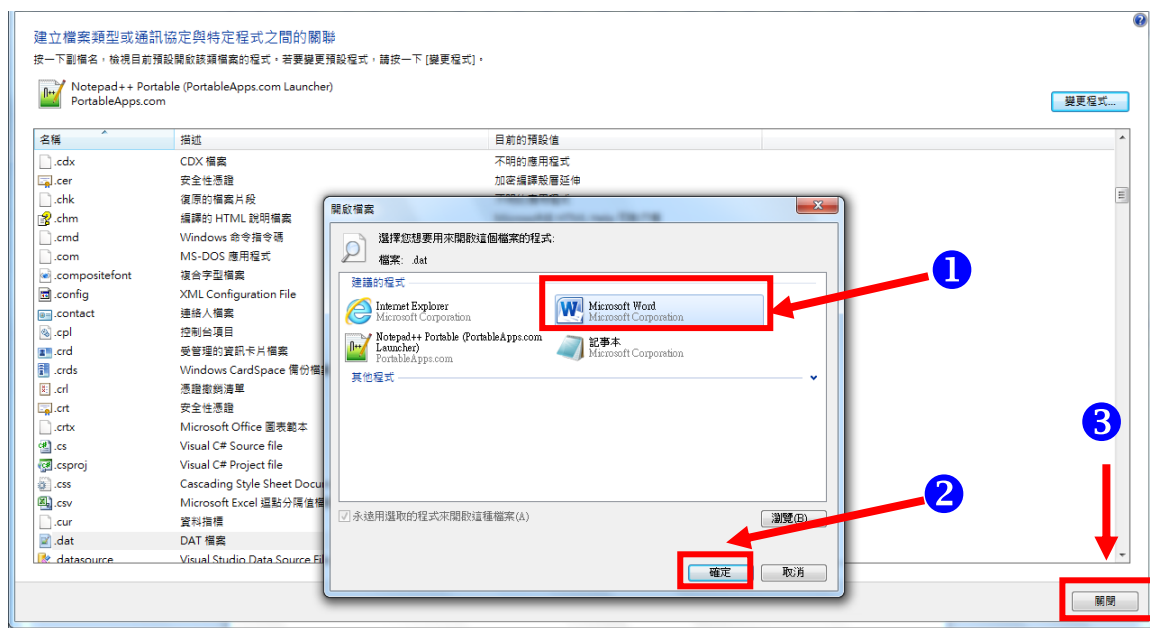 建立檔案類型或通訊協定與特定程式之間的關聯
按一下副檔名，檢視目前預設開啟該類檔案的程式。若要變更預設程式，請按一下 [變更程式]。
Notepad++ Portable (PortableApps.com Launcher)
PortableApps.com
變更程式...
名稱 描述 目前的預設值
.cdx CDX 檔案 不明的應用程式
.cer 安全性憑證 加密編譯殼層延伸
.chk 復原的檔案片段
.chm 編譯的 HTML 說明檔案
.cmd Windows 命令指令碼
.com MS-DOS 應用程式
.compositefont 複合字型檔案
.config XML Configuration File
.contact 連絡人檔案
.cpl 控制台項目
.crd 受管理的資訊卡片檔案
.crds Windows CardSpace 備份檔
.crl 憑證撤銷清單
.crt 安全性憑證
.crtx Microsoft Office 圖表範本
.cs Visual C# Source file
.csproj Visual C# Project file
.css Cascading Style Sheet Docu
.csv Microsoft Excel 逗點分隔值檔
.cur 資料指標
.dat DAT 檔案
.datasource Visual Studio Data Source Fil
開啟檔案
選擇您想要用來開啟這個檔案的程式:
檔案: .dat
建議的程式
Internet Explorer
Microsoft Corporation
Microsoft Word
Microsoft Corporation
Notepad++ Portable (PortableApps.com Launcher)
PortableApps.com
記事本
Microsoft Corporation
其他程式
永遠用選取的程式來開啟這種檔案(A)
瀏覽(B)
確定 取消
關閉
1
2
3